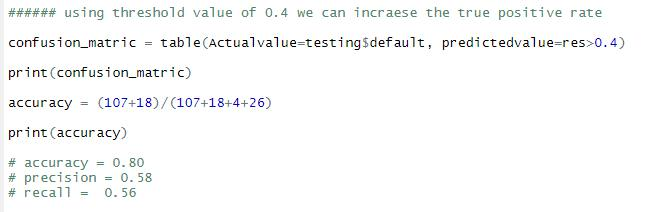 ###### using threshold value of 0.4 we can incraese the true positive rate
confusion_matric = table(Actualvalue=testing$default, predictedvalue=res>0.4)
print(confusion_matric)
accuracy = (107+18)/(107+18+4+26)
print(accuracy)
# accuracy = 0.80
# precision = 0.58
# recall =  0.56